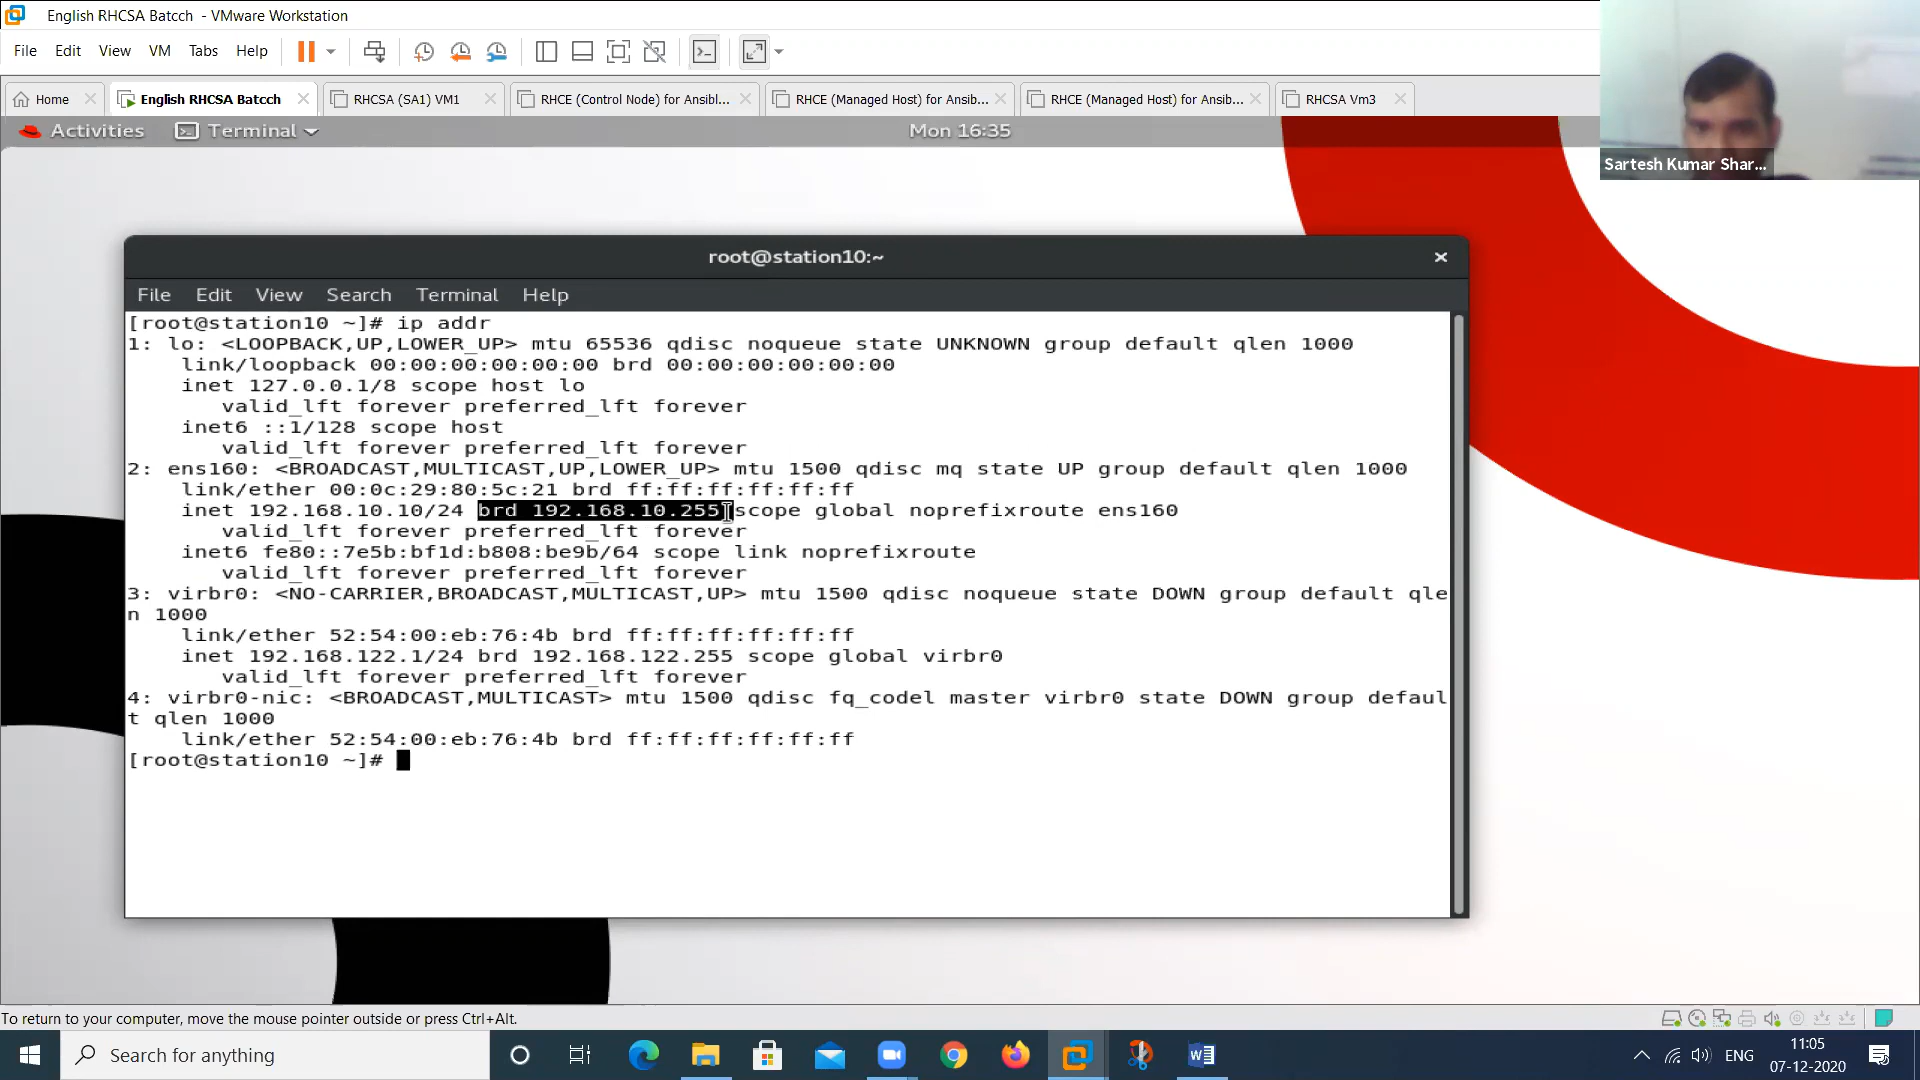 English RHCSA Batcch - VMware Workstation
File Edit View VM Tabs Help
Home
English RHCSA Batcch
RHCSA (SA1) VM1
RHCE (Control Node) for Ansibl...
RHCE (Managed Host) for Ansib...
RHCE (Managed Host) for Ansib...
RHCSA Vm3
Activities Terminal Mon 16:35
Sartesh Kumar Shar...
root@station10:~
File Edit View Search Terminal Help
[root@station10 ~]# ip addr
1: lo: <LOOPBACK,UP,LOWER_UP> mtu 65536 qdisc noqueue state UNKNOWN group default qlen 1000
link/loopback 00:00:00:00:00:00 brd 00:00:00:00:00:00
inet 127.0.0.1/8 scope host lo
valid_lft forever preferred_lft forever
inet6 ::1/128 scope host
valid_lft forever preferred_lft forever
2: ens160: <BROADCAST,MULTICAST,UP,LOWER_UP> mtu 1500 qdisc mq state UP group default qlen 1000
link/ether 00:0c:29:80:5c:21 brd ff:ff:ff:ff:ff:ff
inet 192.168.10.10/24 brd 192.168.10.255 scope global noprefixroute ens160
valid_lft forever preferred_lft forever
inet6 fe80::7e5b:bf1d:b808:be9b/64 scope link noprefixroute
valid_lft forever preferred_lft forever
3: virbr0: <NO-CARRIER,BROADCAST,MULTICAST,UP> mtu 1500 qdisc noqueue state DOWN group default qle
n 1000
link/ether 52:54:00:eb:76:4b brd ff:ff:ff:ff:ff:ff
inet 192.168.122.1/24 brd 192.168.122.255 scope global virbr0
valid_lft forever preferred_lft forever
4: virbr0-nic: <BROADCAST,MULTICAST> mtu 1500 qdisc fq_codel master virbr0 state DOWN group defaul
t qlen 1000
link/ether 52:54:00:eb:76:4b brd ff:ff:ff:ff:ff:ff
[root@station10 ~]#
To return to your computer, move the mouse pointer outside or press Ctrl+Alt.
Search for anything
ENG
11:05
07-12-2020